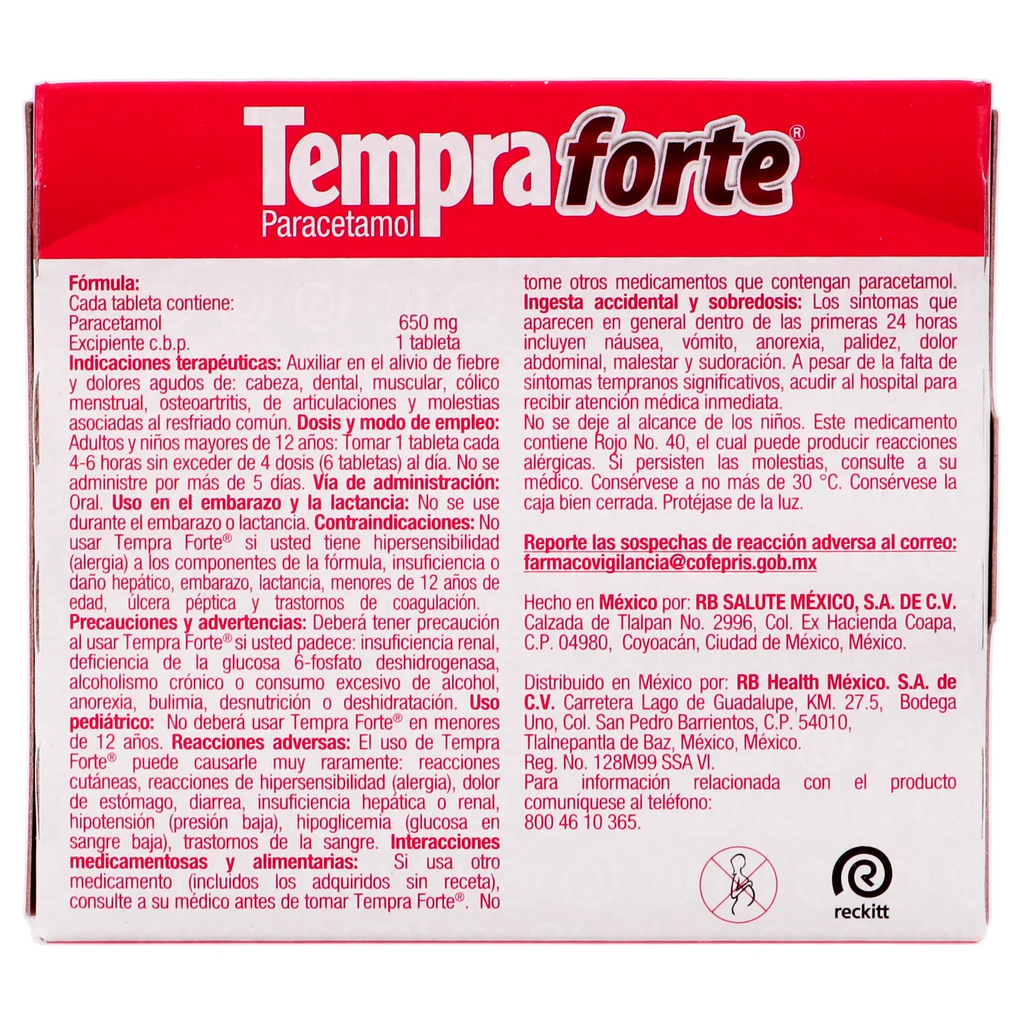 Tempra forte®
Paracetamol
Fórmula:
Cada tableta contiene:
Paracetamol 650 mg
Excipiente c.b.p. 1 tableta
Indicaciones terapéuticas: Auxiliar en el alivio de fiebre
y dolores agudos de: cabeza, dental, muscular, cólico
menstrual, osteoartritis, de articulaciones y molestias
asociadas al resfriado común. Dosis y modo de empleo:
Adultos y niños mayores de 12 años: Tomar 1 tableta cada
4-6 horas sin exceder de 4 dosis (6 tabletas) al día. No se
administre por más de 5 días. Vía de administración:
Oral. Uso en el embarazo y la lactancia: No se use
durante el embarazo o lactancia. Contraindicaciones: No
usar Tempra Forte® si usted tiene hipersensibilidad
(alergia) a los componentes de la fórmula, insuficiencia o
daño hepático, embarazo, lactancia, menores de 12 años de
edad, úlcera péptica y trastornos de coagulación.
Precauciones y advertencias: Deberá tener precaución
al usar Tempra Forte® si usted padece: insuficiencia renal,
deficiencia de la glucosa 6-fosfato deshidrogenasa,
alcoholismo crónico o consumo excesivo de alcohol,
anorexia, bulimia, desnutrición o deshidratación. Uso
pediátrico: No deberá usar Tempra Forte® en menores
de 12 años. Reacciones adversas: El uso de Tempra
Forte® puede causarle muy raramente: reacciones
cutáneas, reacciones de hipersensibilidad (alergia), dolor
de estómago, diarrea, insuficiencia hepática o renal,
hipotensión (presión baja), hipoglicemia (glucosa en
sangre baja), trastornos de la sangre. Interacciones
medicamentosas y alimentarias: Si usa otro
medicamento (incluidos los adquiridos sin receta),
consulte a su médico antes de tomar Tempra Forte®. No
tome otros medicamentos que contengan paracetamol.
Ingesta accidental y sobredosis: Los síntomas que
aparecen en general dentro de las primeras 24 horas
incluyen náusea, vómito, anorexia, palidez, dolor
abdominal, malestar y sudoración. A pesar de la falta de
síntomas tempranos significativos, acudir al hospital para
recibir atención médica inmediata.
No se deje al alcance de los niños. Este medicamento
contiene Rojo No. 40, el cual puede producir reacciones
alérgicas. Si persisten las molestias, consulte a su
médico. Consérvese a no más de 30 °C. Consérvese la
caja bien cerrada. Protéjase de la luz.
Reporte las sospechas de reacción adversa al correo:
farmacovigilancia@cofepris.gob.mx
Hecho en México por: RB SALUTE MÉXICO, S.A. DE C.V.
Calzada de Tlalpan No. 2996, Col. Ex Hacienda Coapa,
C.P. 04980, Coyoacán, Ciudad de México, México.
Distribuido en México por: RB Health México. S.A. de
C.V. Carretera Lago de Guadalupe, KM. 27.5, Bodega
Uno, Col. San Pedro Barrientos, C.P. 54010,
Tlalnepantla de Baz, México, México.
Reg. No. 128M99 SSA VI.
Para información relacionada con el producto
comuníquese al teléfono:
800 46 10 365.
reckitt